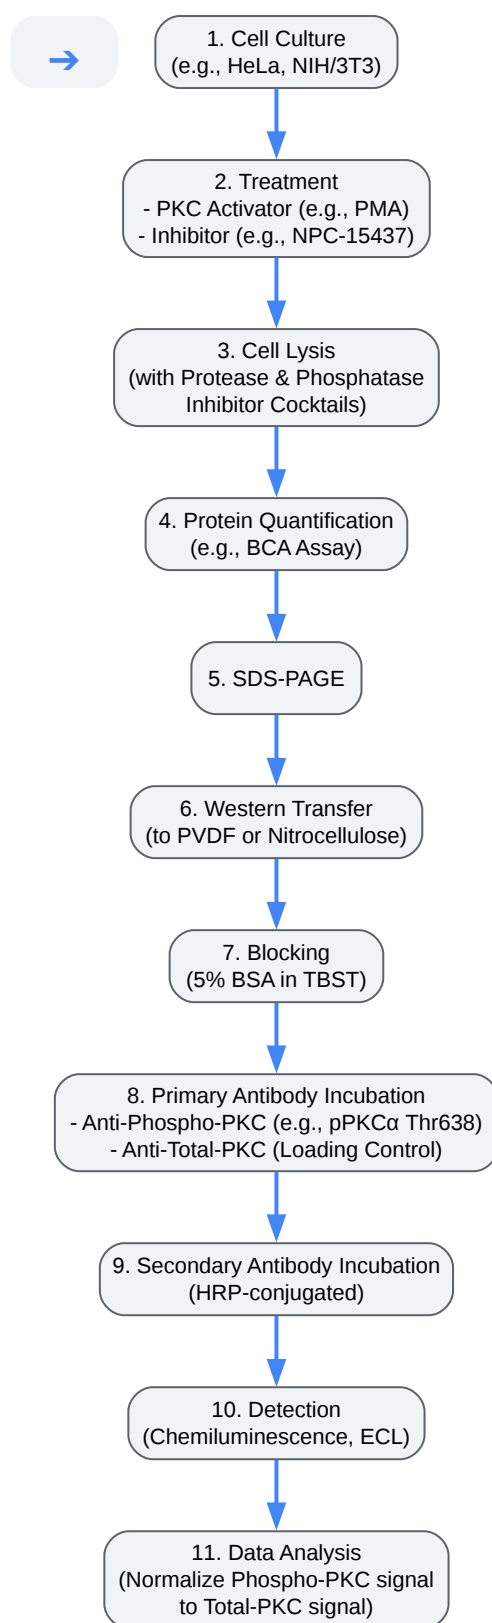 1. Cell Culture
(e.g., HeLa, NIH/3T3)
2. Treatment
- PKC Activator (e.g., PMA)
- Inhibitor (e.g., NPC-15437)
3. Cell Lysis
(with Protease & Phosphatase
Inhibitor Cocktails)
4. Protein Quantification
(e.g., BCA Assay)
5. SDS-PAGE
6. Western Transfer
(to PVDF or Nitrocellulose)
7. Blocking
(5% BSA in TBST)
8. Primary Antibody Incubation
- Anti-Phospho-PKC (e.g., pPKCα Thr638)
- Anti-Total-PKC (Loading Control)
9. Secondary Antibody Incubation
(HRP-conjugated)
10. Detection
(Chemiluminescence, ECL)
11. Data Analysis
(Normalize Phospho-PKC signal
to Total-PKC signal)